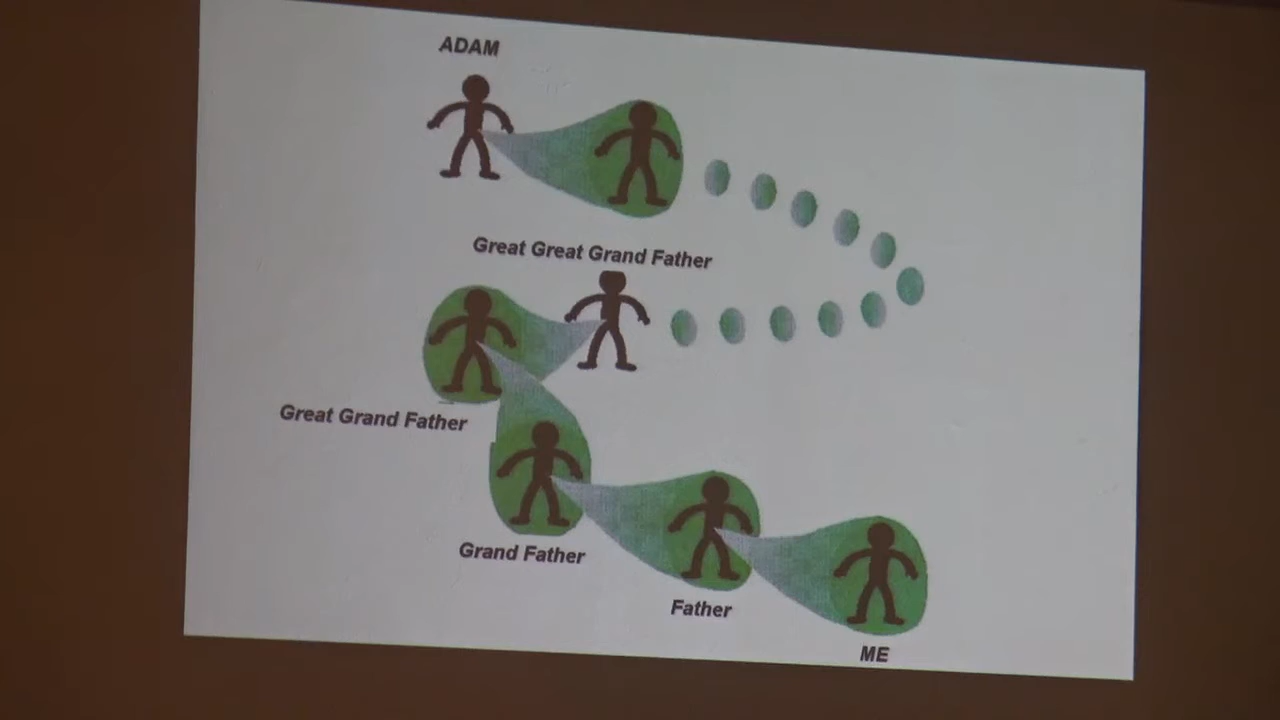 ADAM
Great Great Grand Father
Great Grand Father
Grand Father
Father
ME